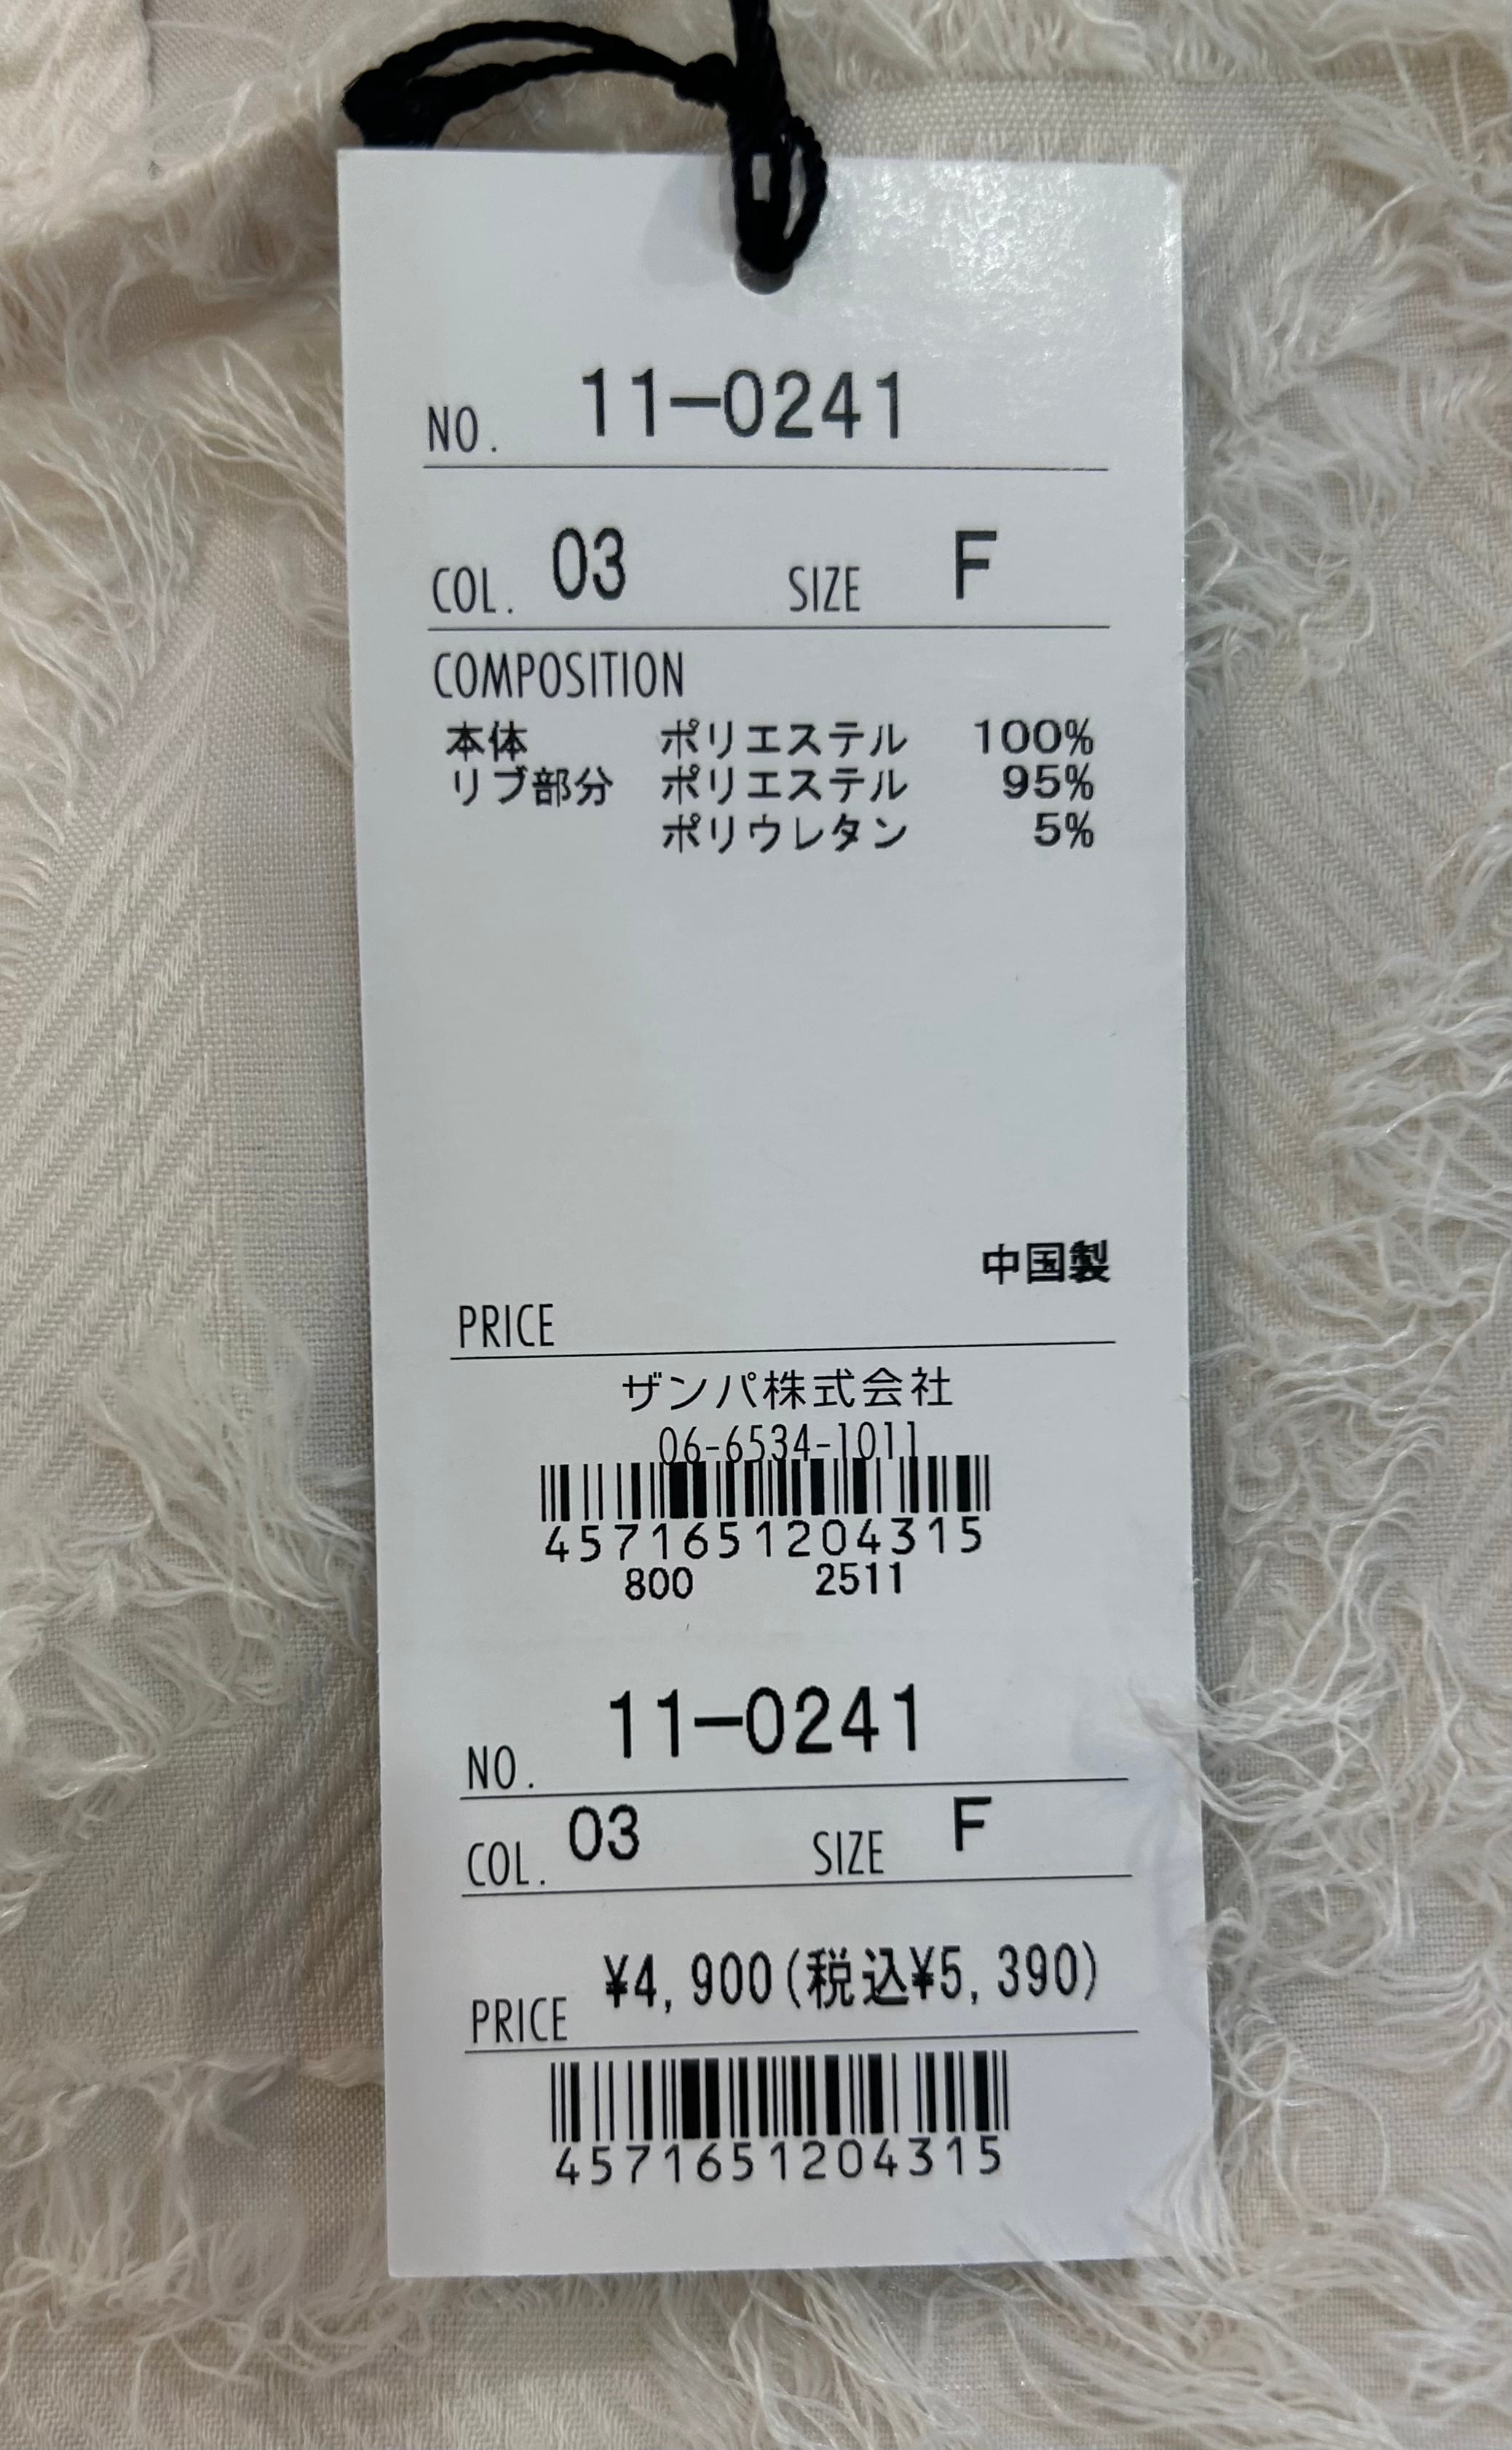 NO. 11-0241
COL. 03 SIZE F
COMPOSITION
本体 ポリエステル 100%
リブ部分 ポリエステル 95%
ポリウレタン 5%
中国製
PRICE
ザンパ株式会社
06-6534-1011
4571651204315
800 2511
NO. 11-0241
COL. 03 SIZE F
PRICE ¥4,900(税込¥5,390)
4571651204315